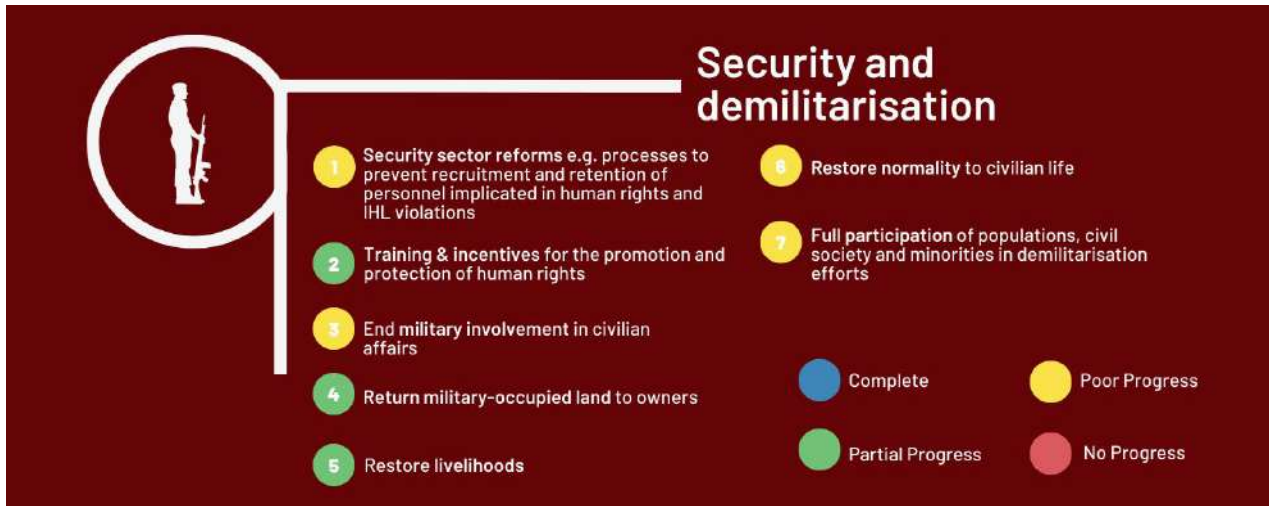 Security and
demilitarisation
1
Security sector reforms e.g. processes to
prevent recruitment and retention of
personnel implicated in human rights and
IHL violations
2
Training & incentives for the promotion and
protection of human rights
3
End military involvement in civilian
affairs
4
Return military-occupied land to owners
5
Restore livelihoods
6
Restore normality to civilian life
7
Full participation of populations, civil
society and minorities in demilitarisation
efforts
Complete
Poor Progress
Partial Progress
No Progress